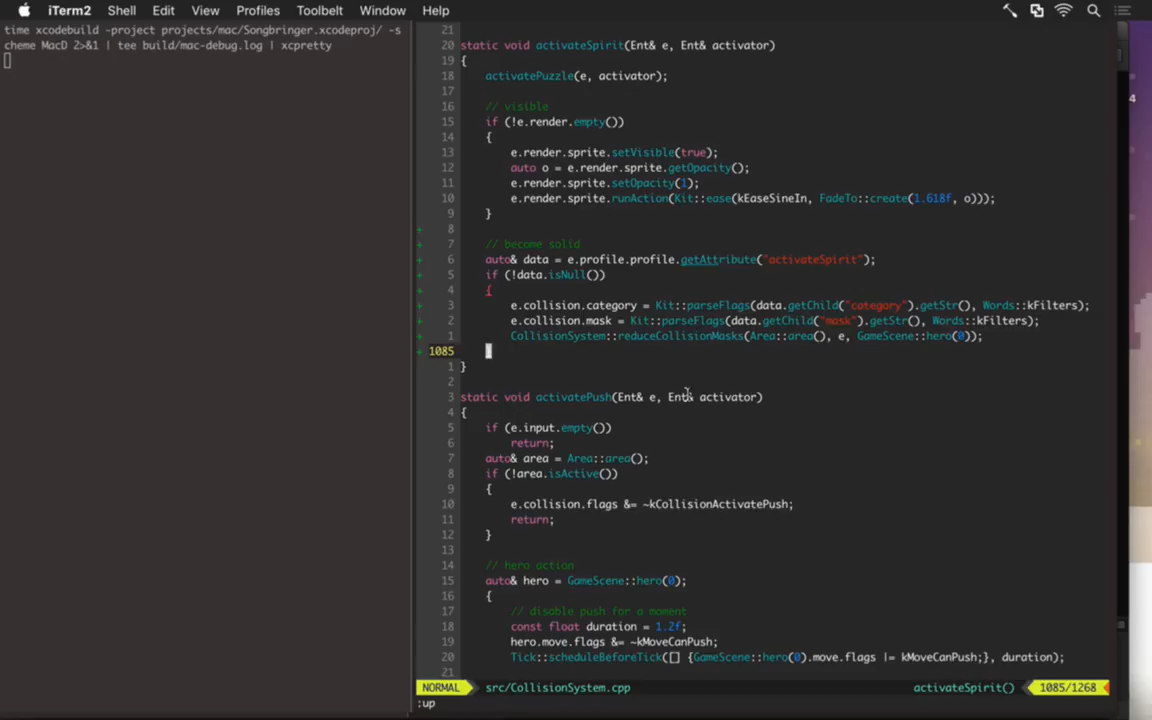 iTerm2 Shell Edit View Profiles Toolbelt Window Help
time xcodebuild -project projects/mac/Songbringer.xcodeproj/ -s
cheme MacD 2>&1 | tee build/mac-debug.log | xcpretty
21
20 static void activateSpirit(Ent& e, Ent& activator)
19 {
18 activatePuzzle(e, activator);
17
16 // visible
15 if (!e.render.empty())
14 {
13 e.render.sprite.setVisible(true);
12 auto o = e.render.sprite.getOpacity();
11 e.render.sprite.setOpacity(1);
10 e.render.sprite.runAction(Kit::ease(kEaseSineIn, FadeTo::create(1.618f, o)));
9 }
+ 8
+ 7 // become solid
+ 6 auto& data = e.profile.profile.getAttribute("activateSpirit");
+ 5 if (!data.isNull())
+ 4 {
+ 3 e.collision.category = Kit::parseFlags(data.getChild("category").getStr(), Words::kFilters);
+ 2 e.collision.mask = Kit::parseFlags(data.getChild("mask").getStr(), Words::kFilters);
+ 1 CollisionSystem::reduceCollisionMasks(Area::area(), e, GameScene::hero(0));
+ 1085 }
1 }
2
3 static void activatePush(Ent& e, Ent& activator)
4 {
5 if (e.input.empty())
6 return;
7 auto& area = Area::area();
8 if (!area.isActive())
9 {
10 e.collision.flags &= ~kCollisionActivatePush;
11 return;
12 }
13
14 // hero action
15 auto& hero = GameScene::hero(0);
16 {
17 // disable push for a moment
18 const float duration = 1.2f;
19 hero.move.flags &= ~kMoveCanPush;
20 Tick::scheduleBeforeTick([] {GameScene::hero(0).move.flags |= kMoveCanPush;}, duration);
21
NORMAL src/CollisionSystem.cpp activateSpirit() 1085/1268
:up
4